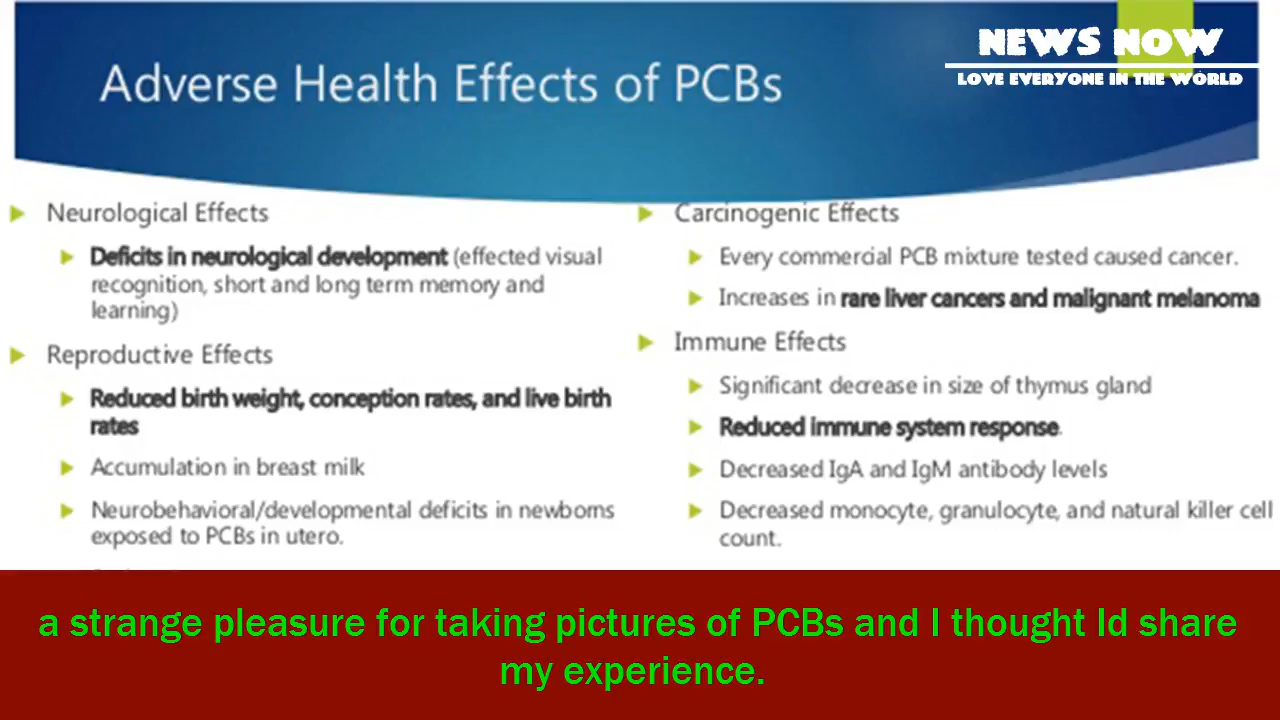 NEWS NOW
LOVE EVERYONE IN THE WORLD
Adverse Health Effects of PCBs
Neurological Effects
Deficits in neurological development (effected visual
recognition, short and long term memory and
learning)
Reproductive Effects
Reduced birth weight, conception rates, and live birth
rates
Accumulation in breast milk
Neurobehavioral/developmental deficits in newborns
exposed to PCBs in utero.
Carcinogenic Effects
Every commercial PCB mixture tested caused cancer.
Increases in rare liver cancers and malignant melanoma
Immune Effects
Significant decrease in size of thymus gland
Reduced immune system response.
Decreased IgA and IgM antibody levels
Decreased monocyte, granulocyte, and natural killer cell
count.
a strange pleasure for taking pictures of PCBs and I thought Id share
my experience.